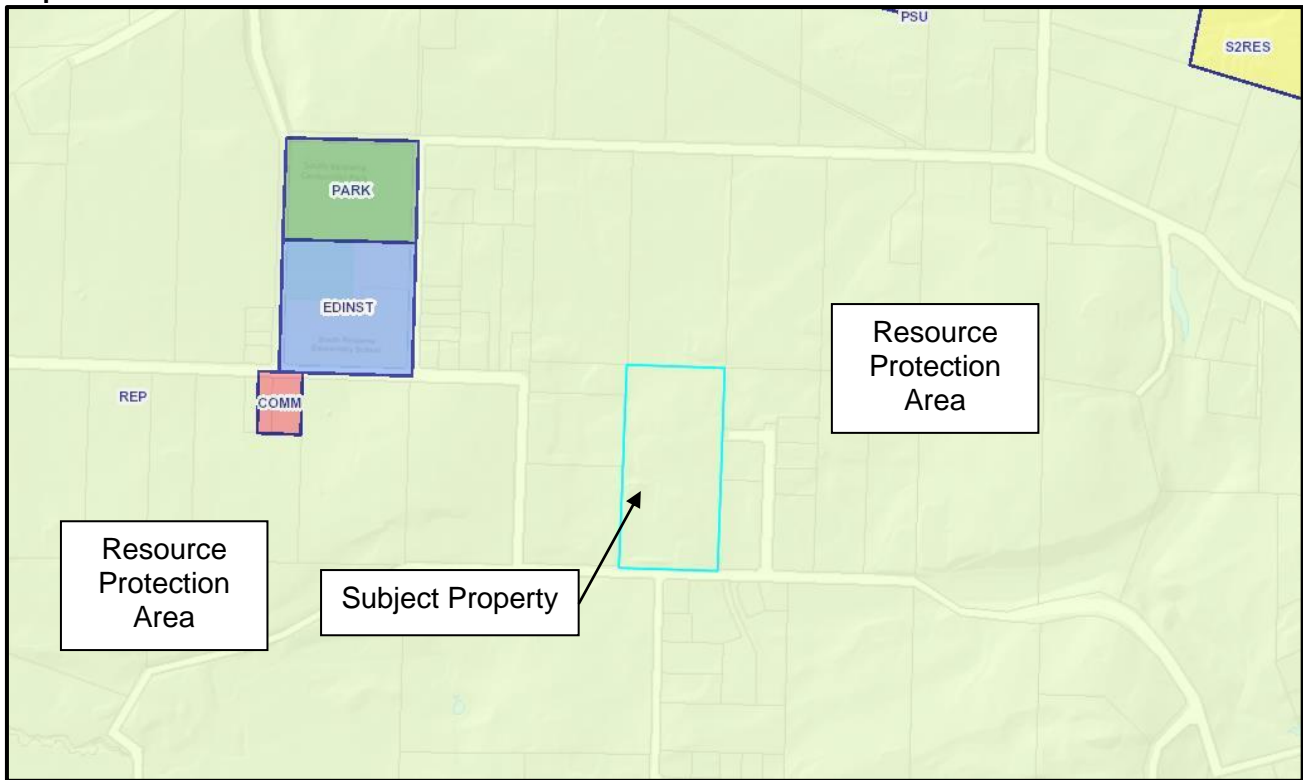 PSU
S2RES
PARK
EDINST
REP
COMM
Resource
Protection
Area
Resource
Protection
Area
Subject Property